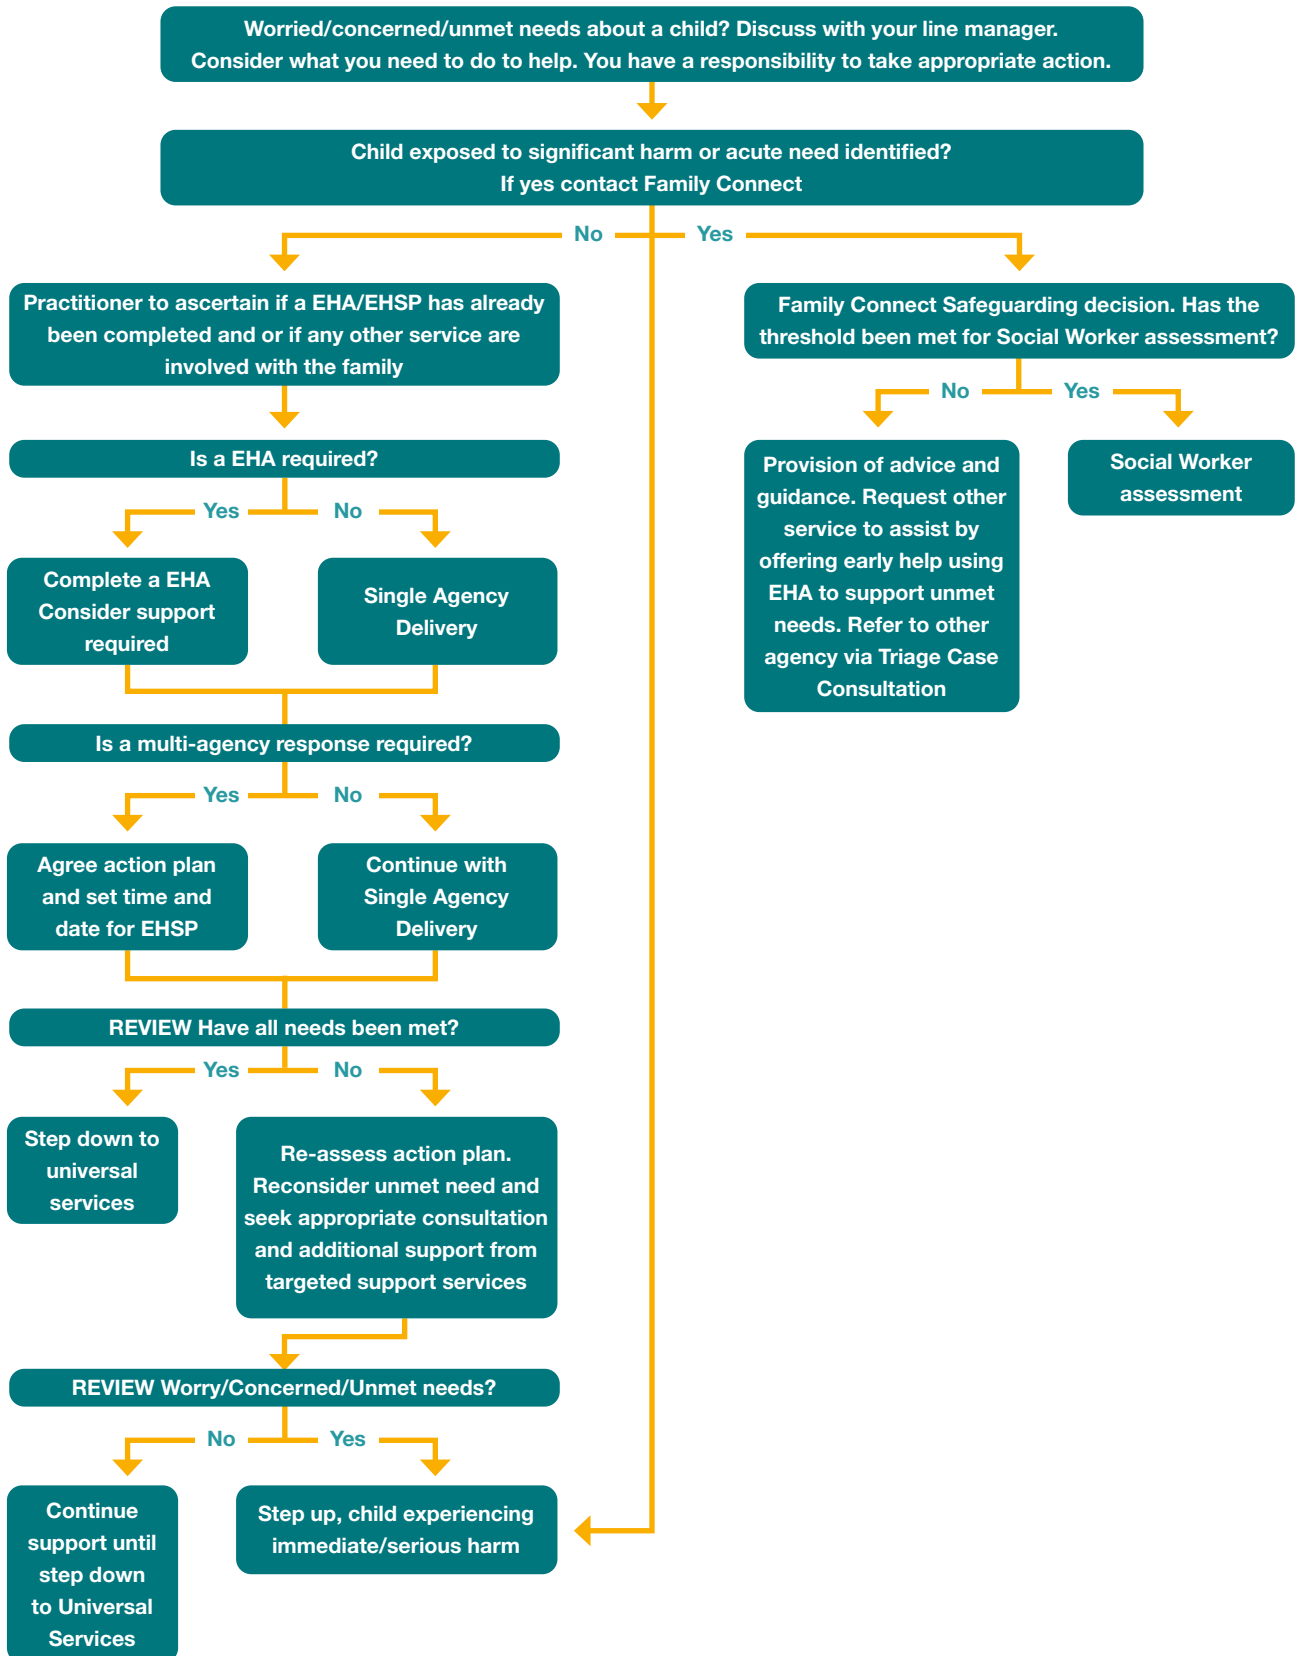 Worried/concerned/unmet needs about a child? Discuss with your line manager.
Consider what you need to do to help. You have a responsibility to take appropriate action.
Child exposed to significant harm or acute need identified?
If yes contact Family Connect
No
Yes
Practitioner to ascertain if a EHA/EHSP has already
been completed and or if any other service are
involved with the family
Family Connect Safeguarding decision. Has the
threshold been met for Social Worker assessment?
No
Yes
Provision of advice and
guidance. Request other
service to assist by
offering early help using
EHA to support unmet
needs. Refer to other
agency via Triage Case
Consultation
Social Worker
assessment
Is a EHA required?
Yes
No
Complete a EHA
Consider support
required
Single Agency
Delivery
Is a multi-agency response required?
Yes
No
Agree action plan
and set time and
date for EHSP
Continue with
Single Agency
Delivery
REVIEW Have all needs been met?
Yes
No
Step down to
universal
services
Re-assess action plan.
Reconsider unmet need and
seek appropriate consultation
and additional support from
targeted support services
REVIEW Worry/Concerned/Unmet needs?
No
Yes
Continue
support until
step down
to Universal
Services
Step up, child experiencing
immediate/serious harm